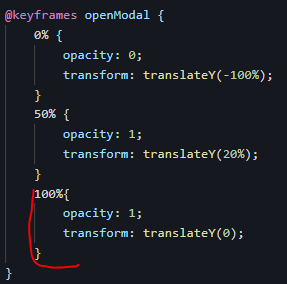 @keyframes openModal {
0% {
opacity: 0;
transform: translateY(-100%);
}
50% {
opacity: 1;
transform: translateY(20%);
}
100%{
opacity: 1;
transform: translateY(0);
}
}